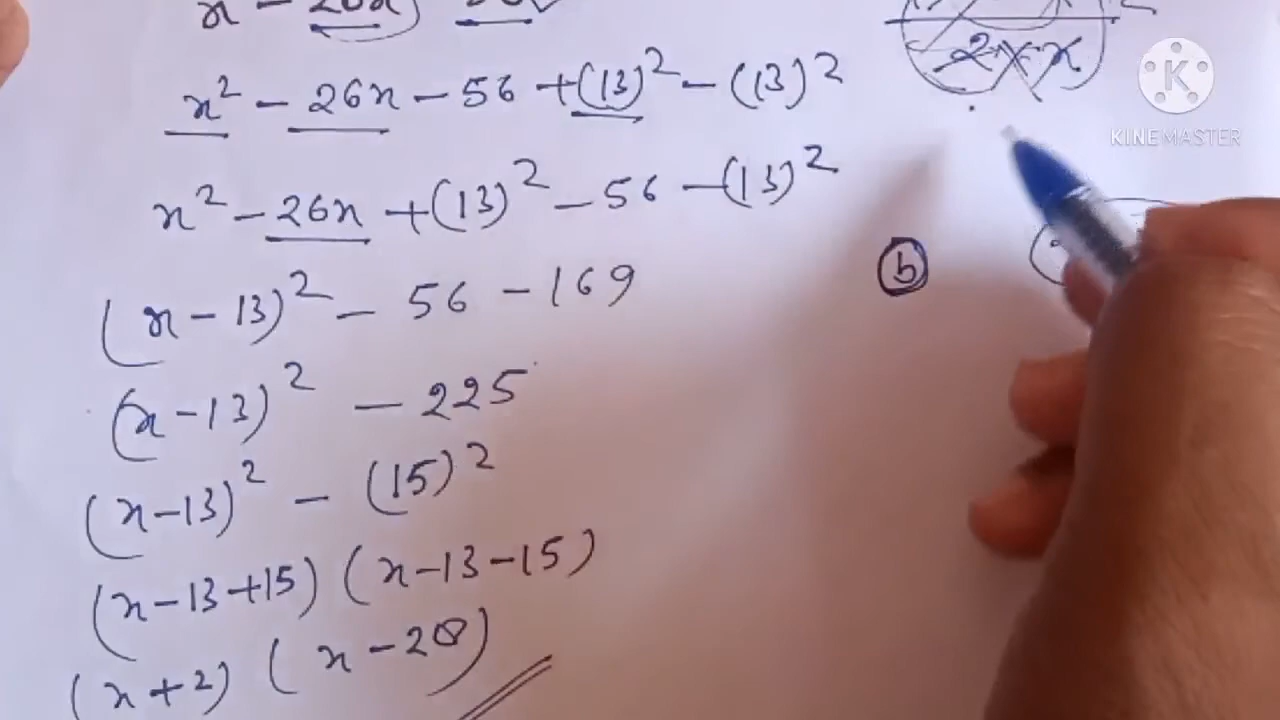 x² - 26x - 56 + (13)² - (13)²
x² - 26x + (13)² - 56 - (13)²
(x - 13)² - 56 - 169
(x - 13)² - 225
(x - 13)² - (15)²
(x - 13 + 15) (x - 13 - 15)
(x + 2) (x - 28)
b
K
KINEMASTER